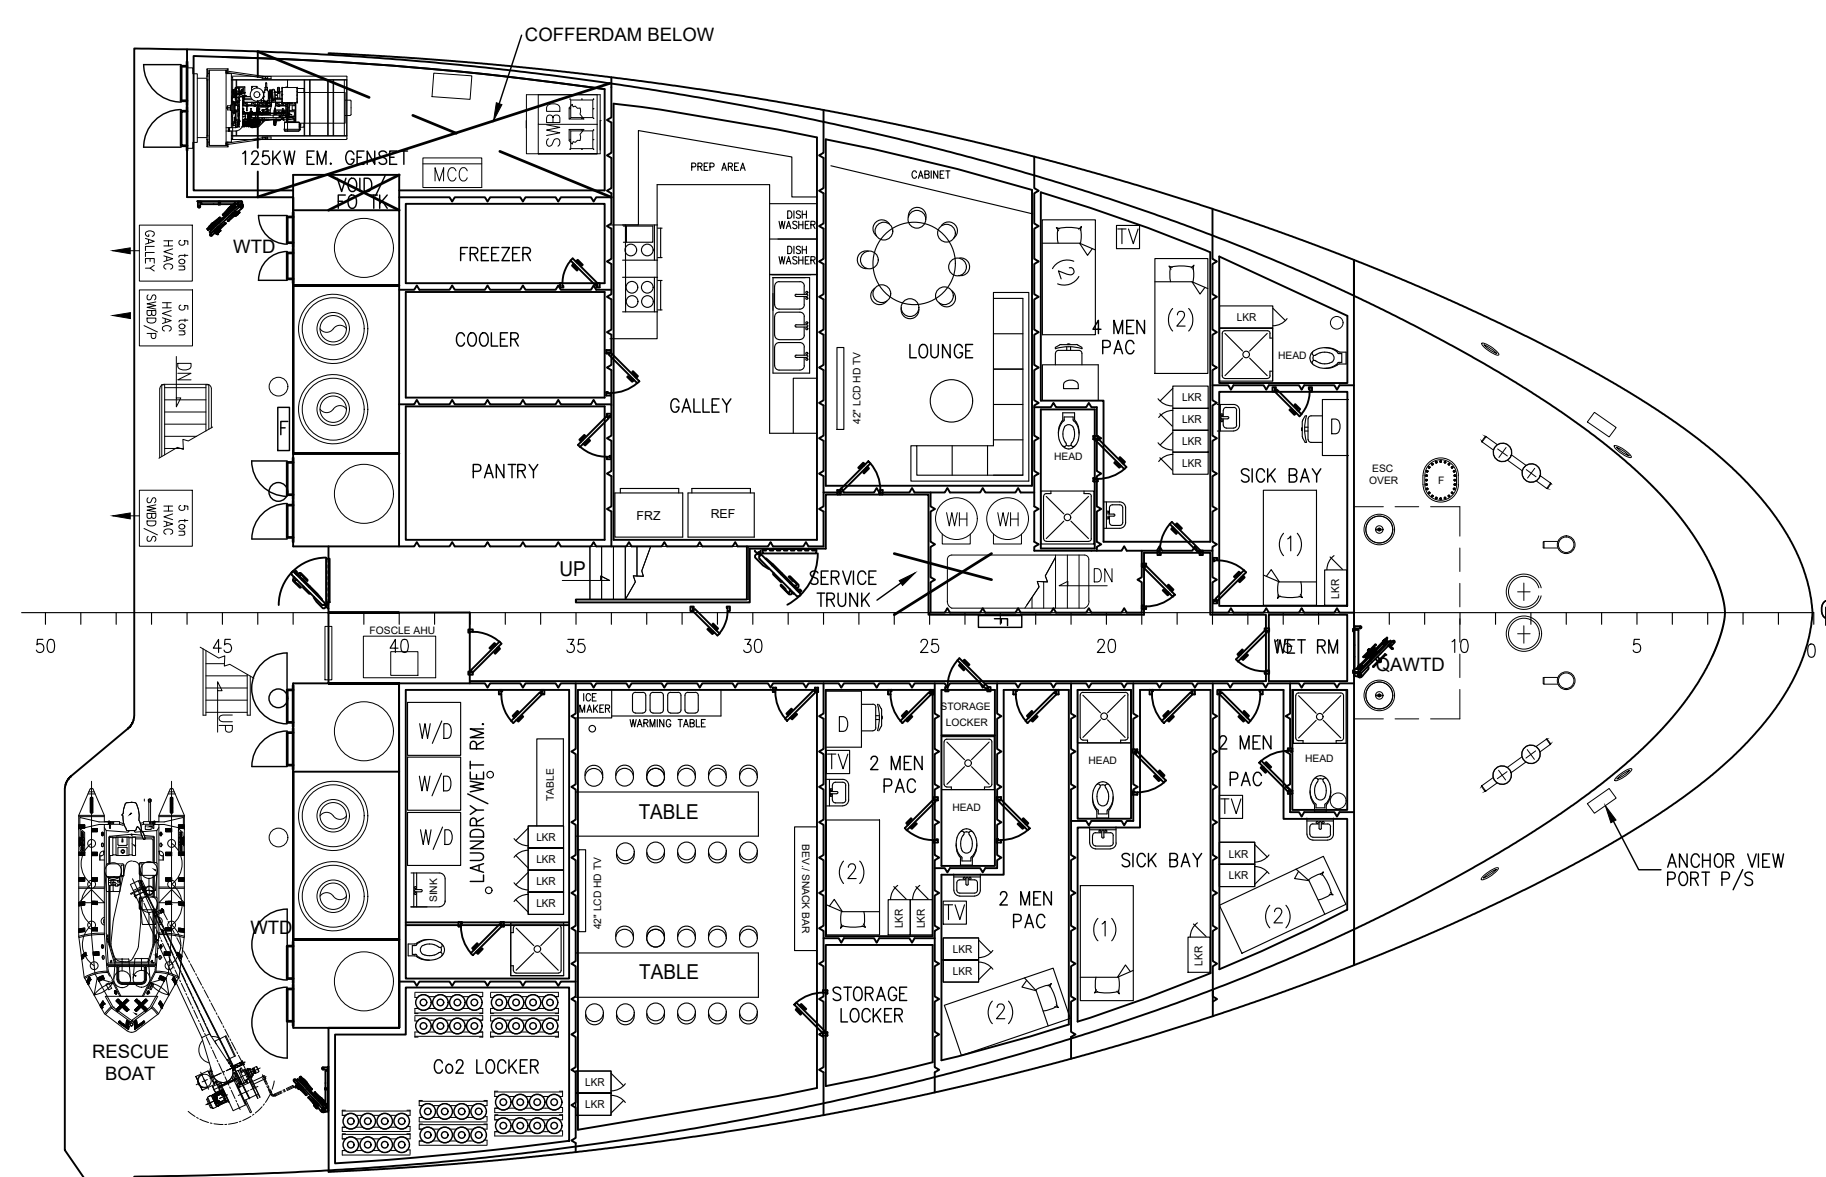 COFFERDAM BELOW
125KW EM. GENSET
SWBD
MCC
VOID/
FO TK
WTD
5 ton
HVAC
GALLEY
5 ton
HVAC
SWBD/P
5 ton
HVAC
SWBD/S
DN
F
FREEZER
COOLER
PANTRY
PREP AREA
DISH
WASHER
DISH
WASHER
GALLEY
FRZ
REF
CABINET
LOUNGE
42" LCD HD TV
WH
WH
TV
(2)
(2)
4 MEN
PAC
D
LKR
LKR
LKR
LKR
HEAD
LKR
HEAD
D
SICK BAY
(1)
LKR
ESC
OVER
F
UP
SERVICE
TRUNK
DN
F
50
45
40
35
30
25
20
15
10
5
0
FOSCLE AHU
WET RM
QAWTD
UP
WTD
W/D
W/D
W/D
LAUNDRY/WET RM.
TABLE
SINK
LKR
LKR
LKR
LKR
ICE
MAKER
WARMING TABLE
TABLE
42" LCD HD TV
BEV / SNACK BAR
TABLE
LKR
LKR
D
TV
2 MEN
PAC
(2)
LKR
LKR
STORAGE
LOCKER
STORAGE
LOCKER
HEAD
TV
2 MEN
PAC
LKR
LKR
(2)
HEAD
SICK BAY
(1)
LKR
2 MEN
PAC
TV
HEAD
LKR
LKR
(2)
ANCHOR VIEW
PORT P/S
RESCUE
BOAT
Co2 LOCKER